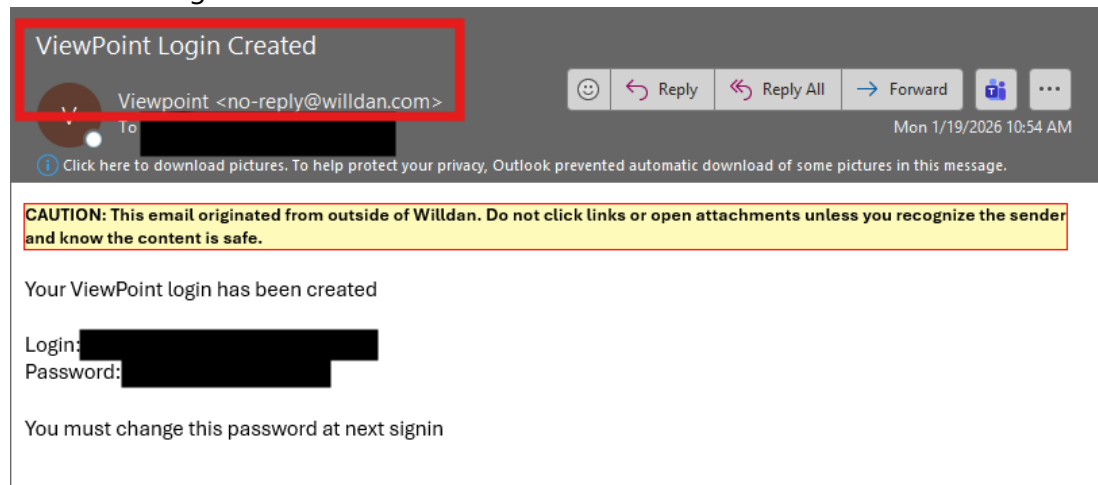 ViewPoint Login Created
Viewpoint <no-reply@willdan.com>
Reply
Reply All
Forward
To
Mon 1/19/2026 10:54 AM
Click here to download pictures. To help protect your privacy, Outlook prevented automatic download of some pictures in this message.
CAUTION: This email originated from outside of Willdan. Do not click links or open attachments unless you recognize the sender
and know the content is safe.
Your ViewPoint login has been created
Login:
Password:
You must change this password at next signin